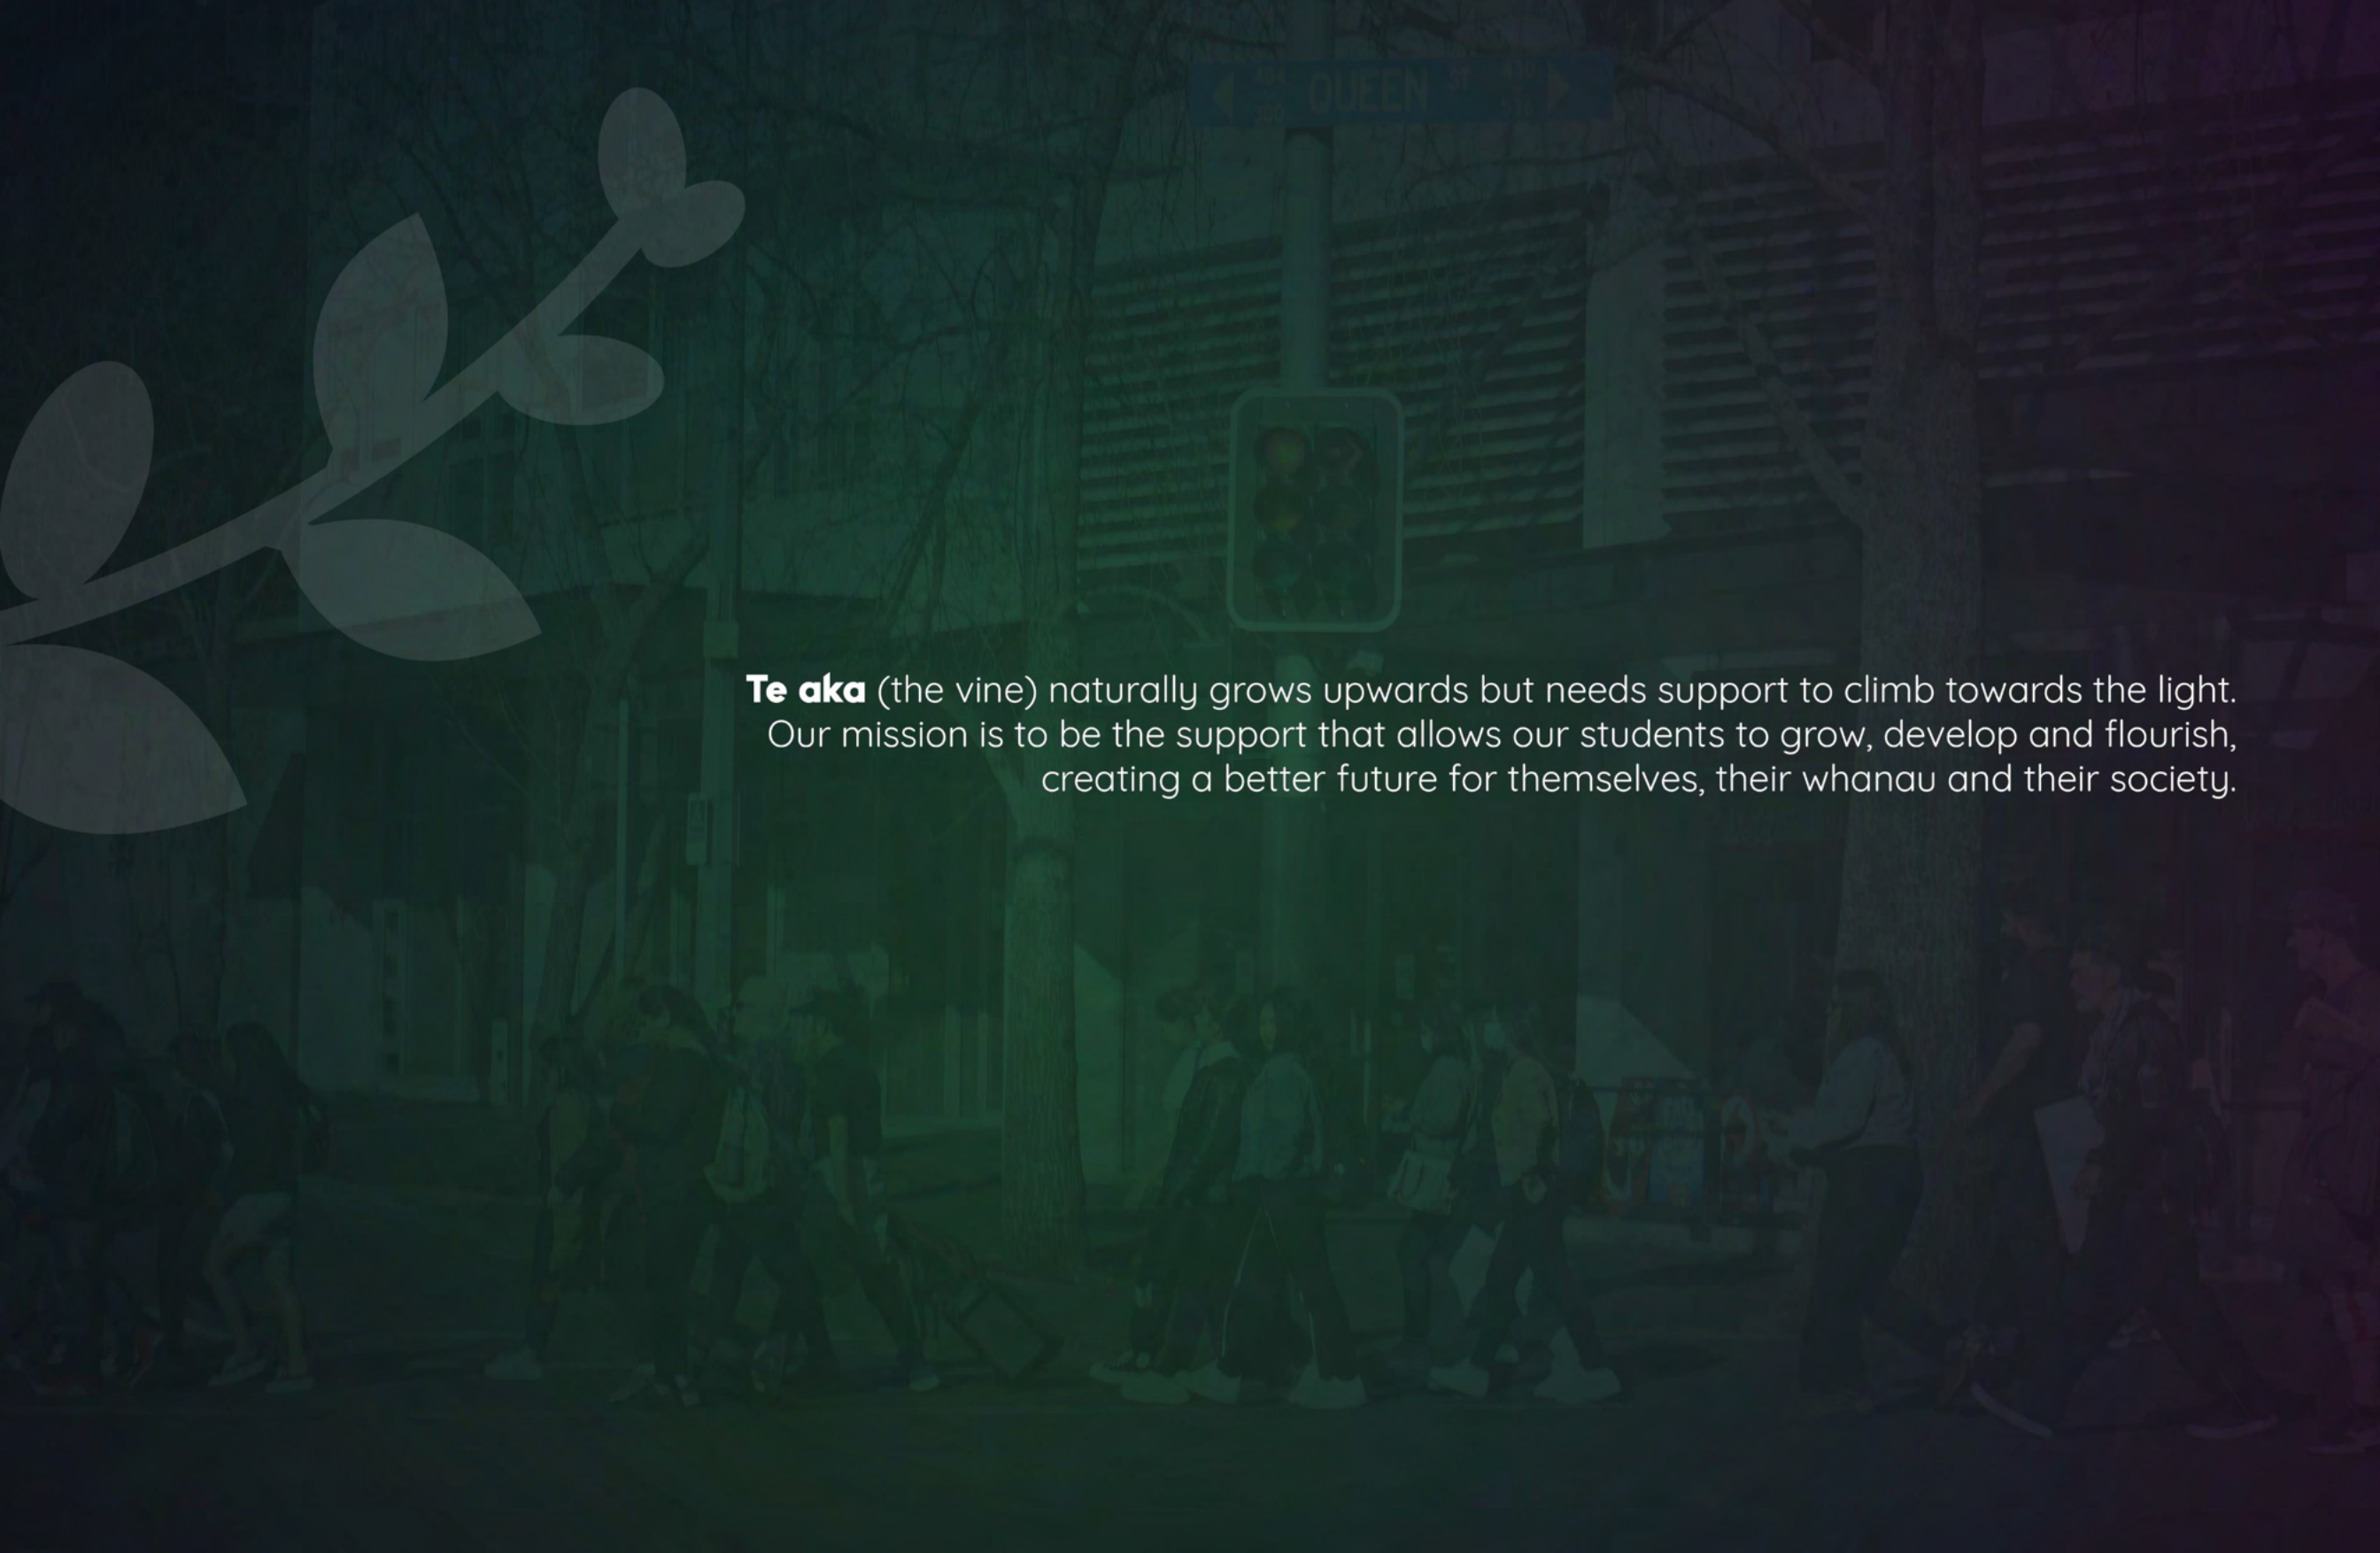 QUEEN ST
Te aka (the vine) naturally grows upwards but needs support to climb towards the light.
Our mission is to be the support that allows our students to grow, develop and flourish,
creating a better future for themselves, their whanau and their society.